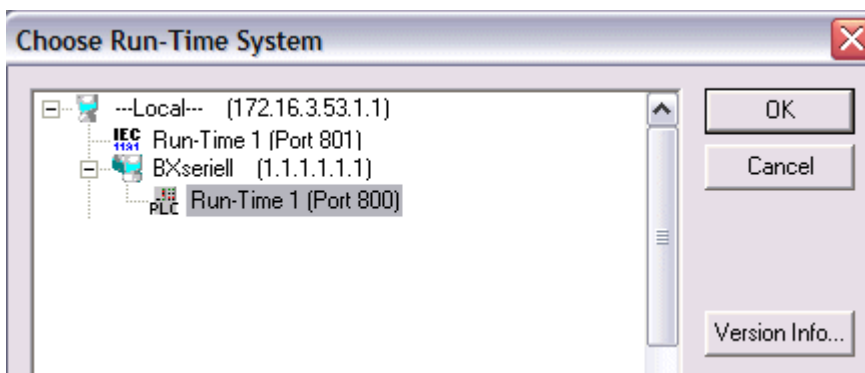 Choose Run-Time System
---Local--- (172.16.3.53.1.1)
OK
IEC
1131
Run-Time 1 (Port 801)
BXseriell (1.1.1.1.1.1)
Cancel
PLC
Run-Time 1 (Port 800)
Version Info...